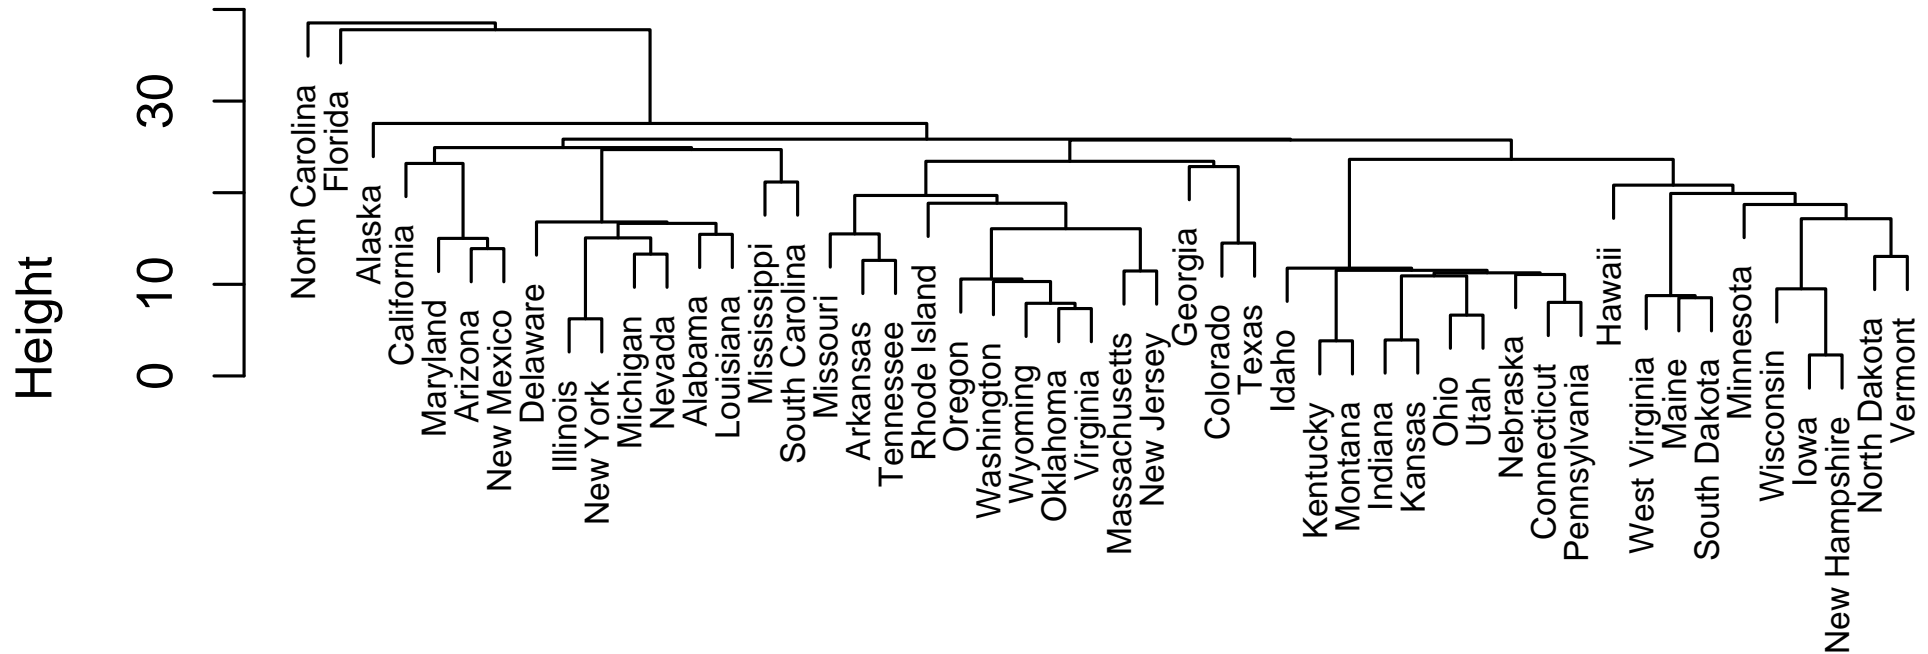 Height
30
10
0
North Carolina
Florida
Alaska
California
Maryland
Arizona
New Mexico
Delaware
Illinois
New York
Michigan
Nevada
Alabama
Louisiana
Mississippi
South Carolina
Missouri
Arkansas
Tennessee
Rhode Island
Oregon
Washington
Wyoming
Oklahoma
Virginia
Massachusetts
New Jersey
Georgia
Colorado
Texas
Idaho
Kentucky
Montana
Indiana
Kansas
Ohio
Utah
Nebraska
Connecticut
Pennsylvania
Hawaii
West Virginia
Maine
South Dakota
Minnesota
Wisconsin
Iowa
New Hampshire
North Dakota
Vermont